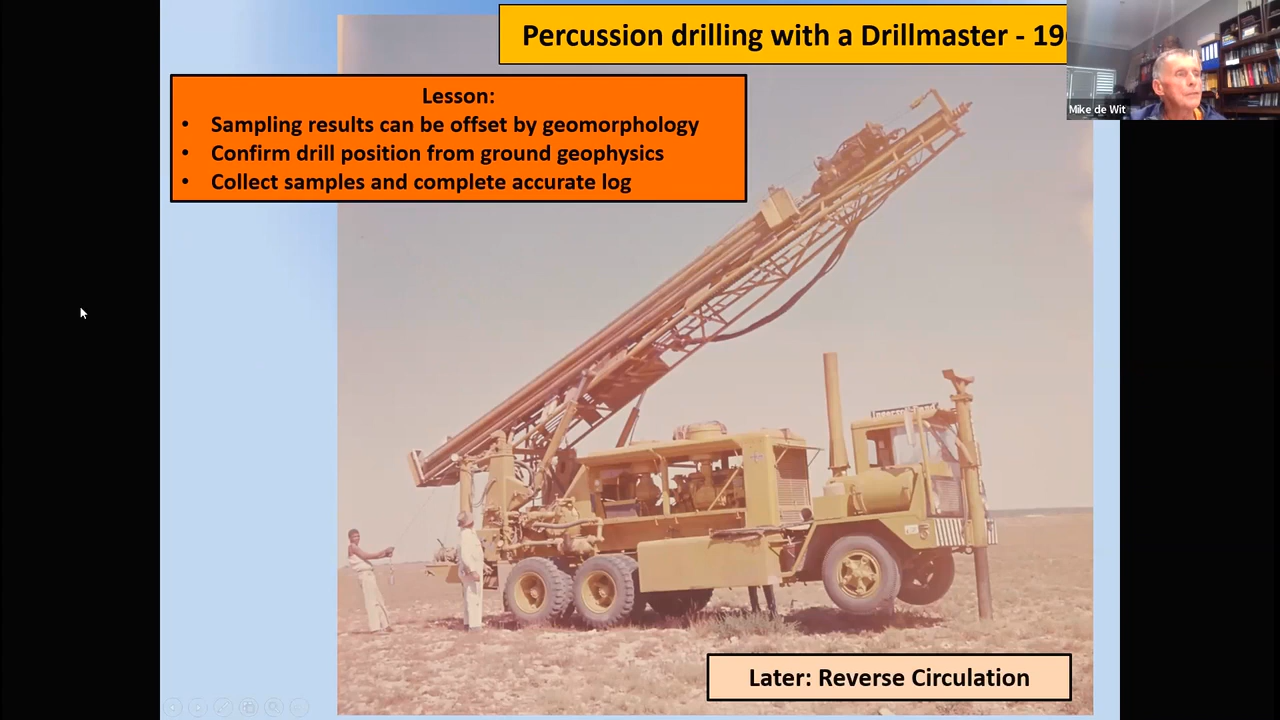 Percussion drilling with a Drillmaster - 19
Mike de Wit
Lesson:
• Sampling results can be offset by geomorphology
• Confirm drill position from ground geophysics
• Collect samples and complete accurate log
Later: Reverse Circulation